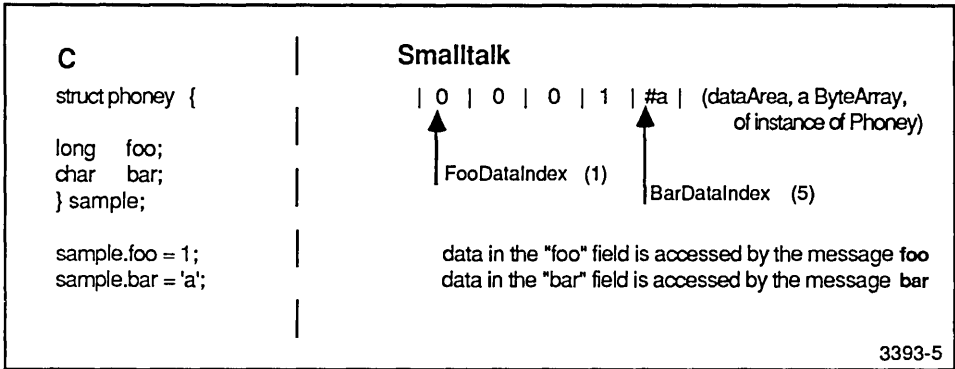 C
struct phoney {
long foo;
char bar;
} sample;
sample.foo = 1;
sample.bar = 'a';
Smalltalk
| 0 | 0 | 0 | 1 | #a | (dataArea, a ByteArray,
of instance of Phoney)
FooDataIndex (1)
BarDataIndex (5)
data in the "foo" field is accessed by the message foo
data in the "bar" field is accessed by the message bar
3393-5